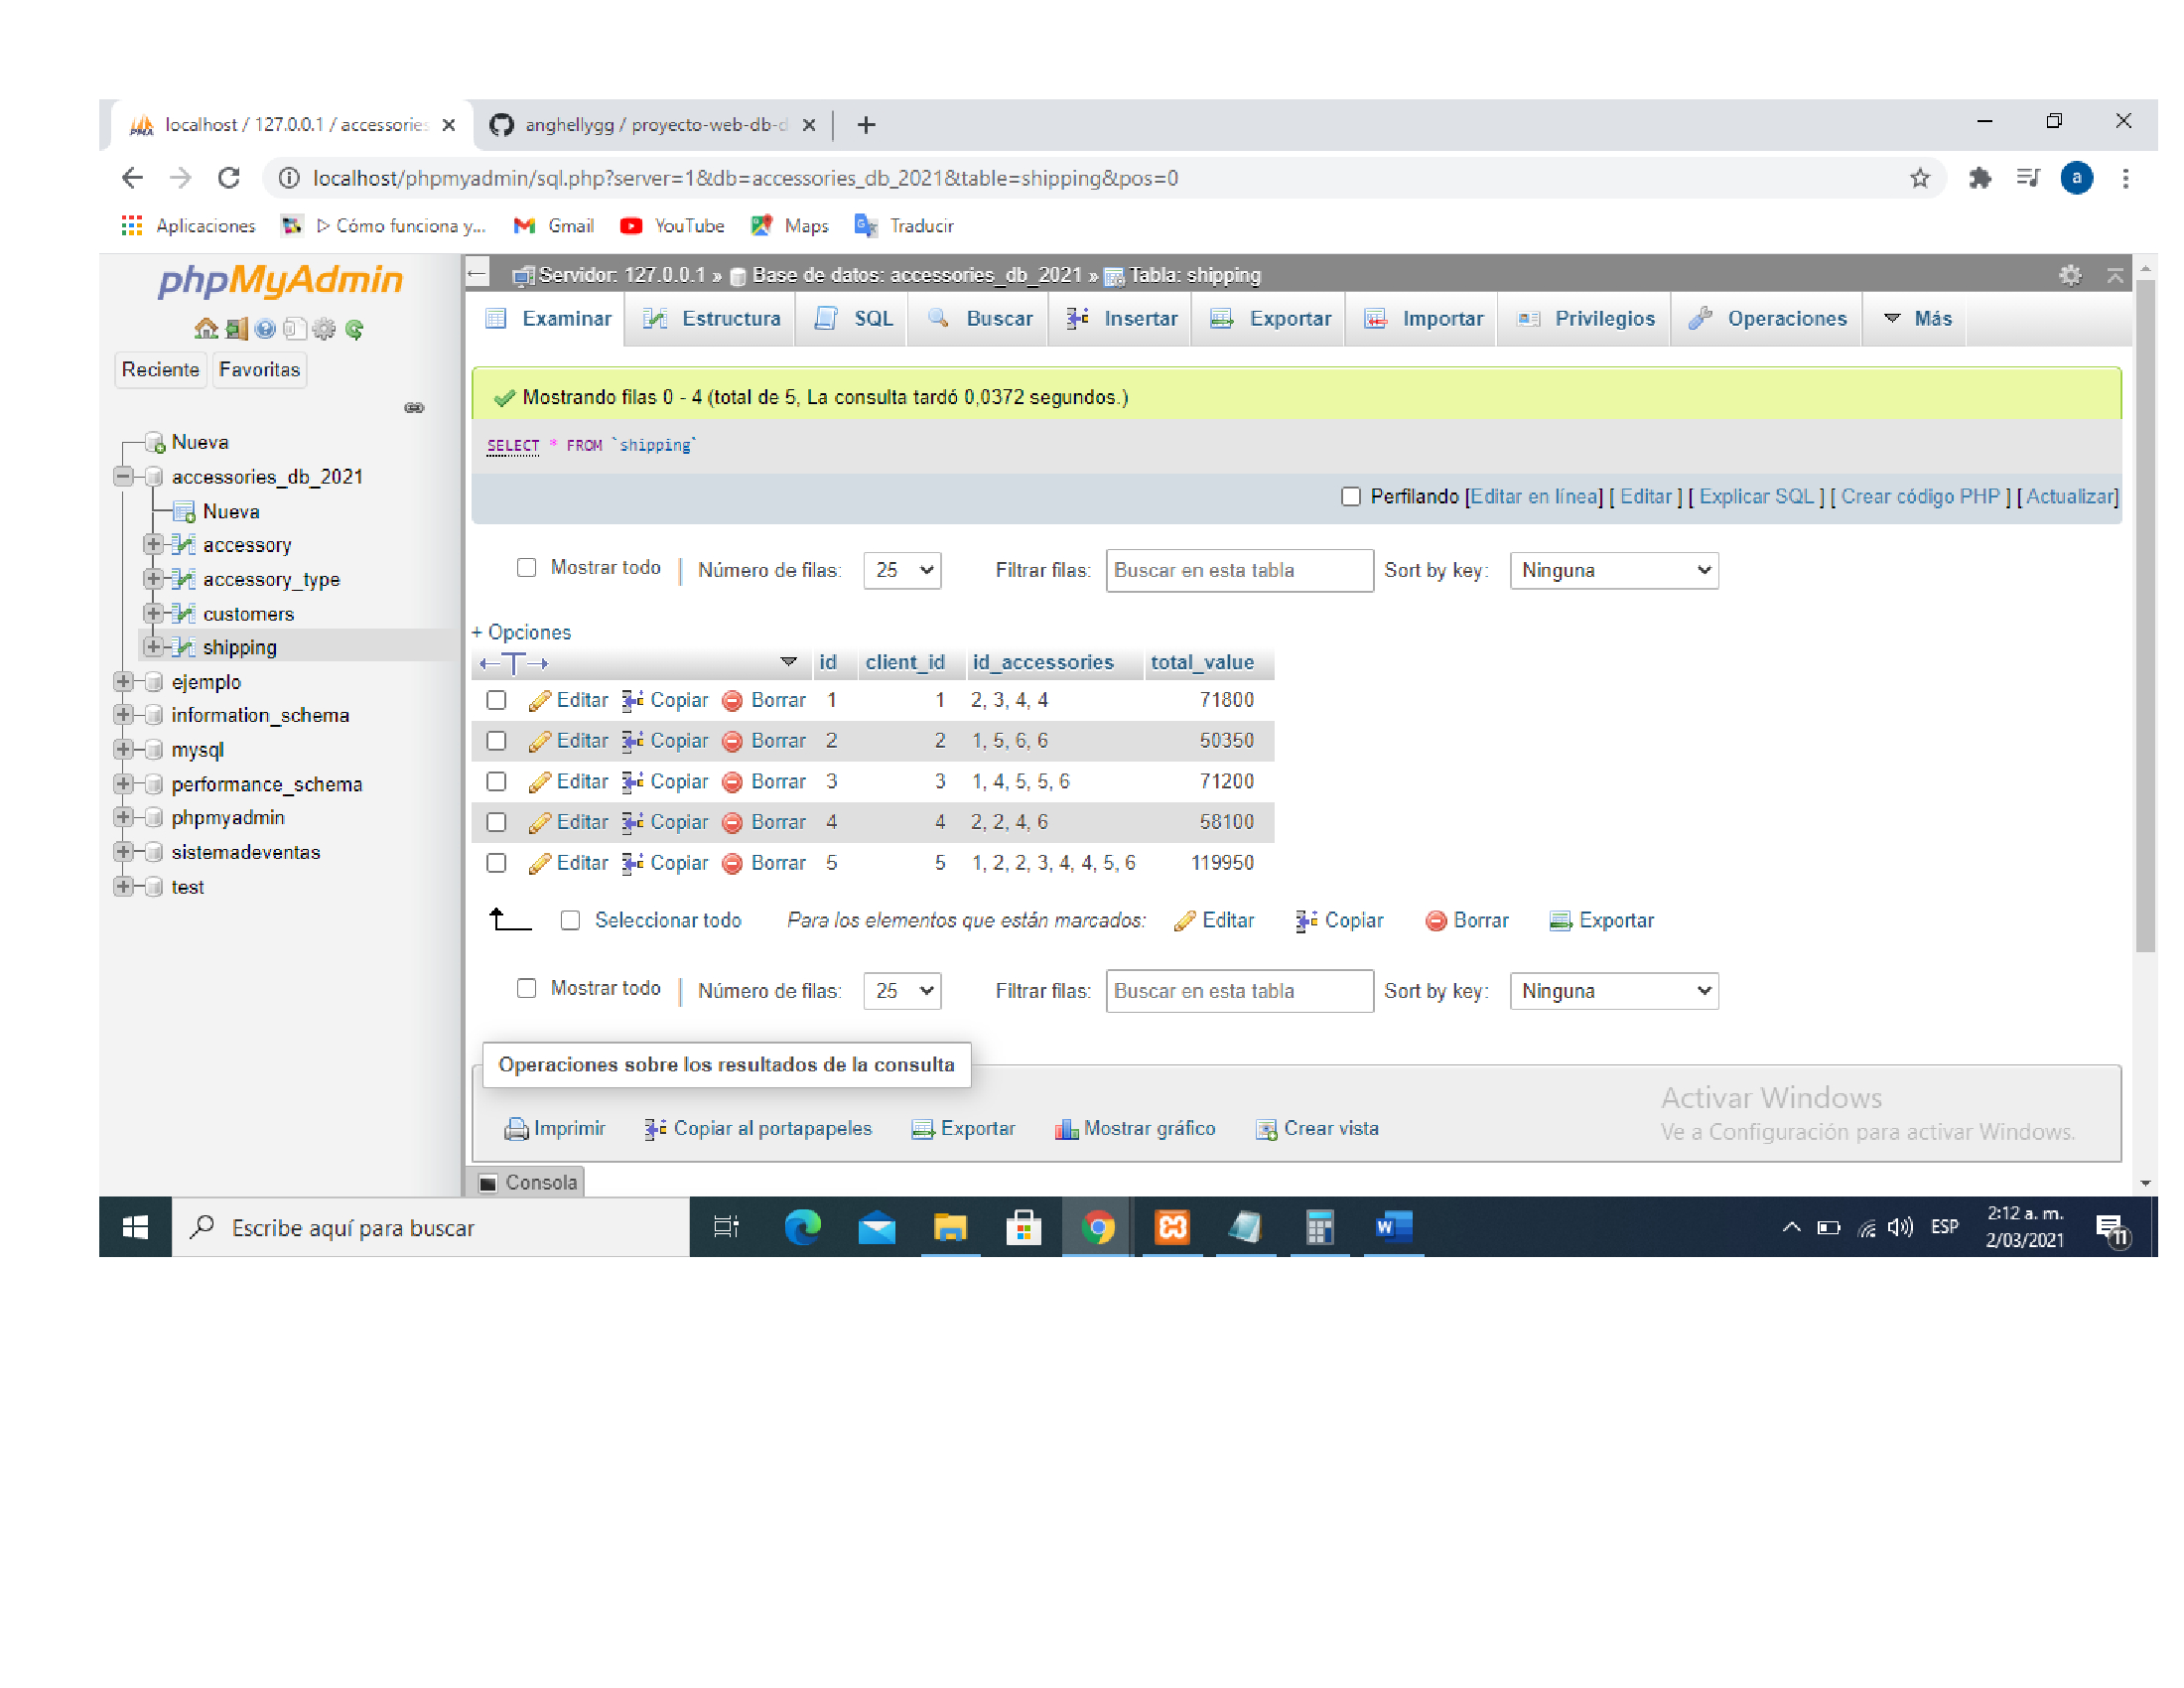 localhost / 127.0.0.1 / accessories
anghellygg / proyecto-web-db-d
localhost/phpmyadmin/sql.php?server=1&db=accessories_db_2021&table=shipping&pos=0
a
Aplicaciones
Cómo funciona y...
Gmail
YouTube
Maps
Traducir
phpMyAdmin
Reciente
Favoritas
Nueva
accessories_db_2021
Nueva
accessory
accessory_type
customers
shipping
ejemplo
information_schema
mysql
performance_schema
phpmyadmin
sistemadeventas
test
Servidor: 127.0.0.1 » Base de datos: accessories_db_2021 » Tabla: shipping
Examinar Estructura SQL Buscar Insertar Exportar Importar Privilegios Operaciones Más
Mostrando filas 0 - 4 (total de 5, La consulta tardó 0,0372 segundos.)
SELECT * FROM `shipping`
Perfilando [Editar en línea] [ Editar ] [ Explicar SQL ] [ Crear código PHP ] [ Actualizar]
Mostrar todo | Número de filas: 25 Filtrar filas: Buscar en esta tabla Sort by key: Ninguna
+ Opciones
id client_id id_accessories total_value
Editar Copiar Borrar 1 1 2, 3, 4, 4 71800
Editar Copiar Borrar 2 2 1, 5, 6, 6 50350
Editar Copiar Borrar 3 3 1, 4, 5, 5, 6 71200
Editar Copiar Borrar 4 4 2, 2, 4, 6 58100
Editar Copiar Borrar 5 5 1, 2, 2, 3, 4, 4, 5, 6 119950
Seleccionar todo Para los elementos que están marcados: Editar Copiar Borrar Exportar
Mostrar todo | Número de filas: 25 Filtrar filas: Buscar en esta tabla Sort by key: Ninguna
Operaciones sobre los resultados de la consulta
Imprimir Copiar al portapapeles Exportar Mostrar gráfico Crear vista
Activar Windows
Ve a Configuración para activar Windows.
Consola
Escribe aquí para buscar
ESP
2:12 a. m.
2/03/2021
11